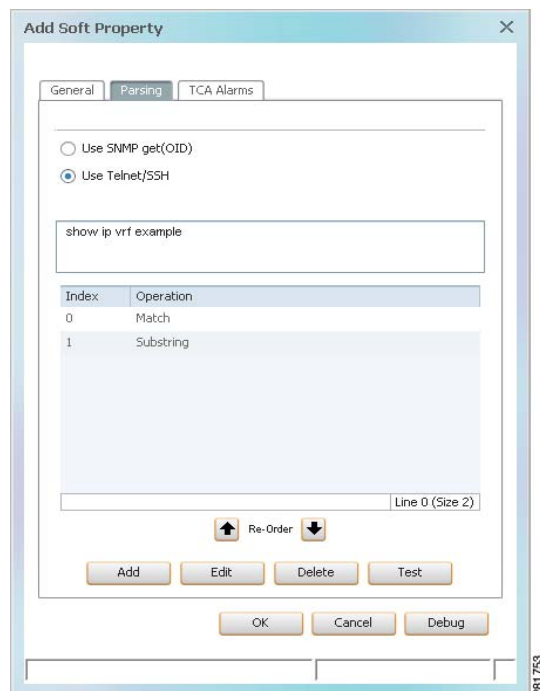 Add Soft Property
General Parsing TCA Alarms
Use SNMP get(OID)
Use Telnet/SSH
show ip vrf example
Index Operation
0 Match
1 Substring
Line 0 (Size 2)
Re-Order
Add Edit Delete Test
OK Cancel Debug